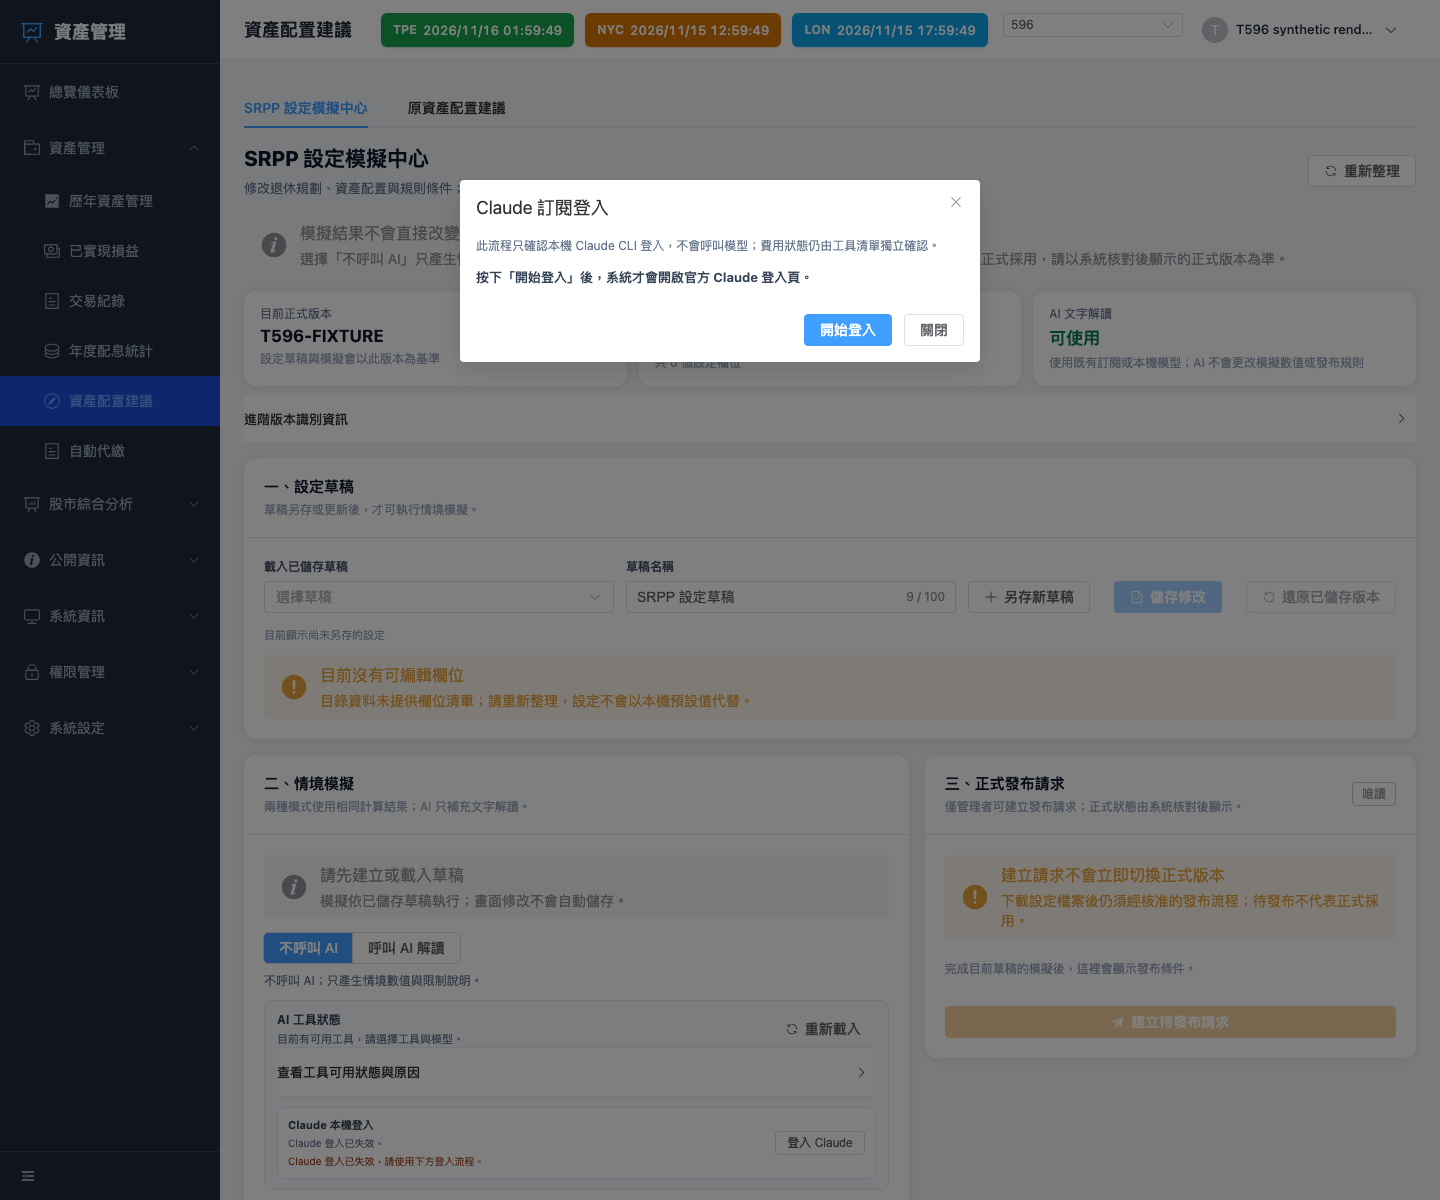 資產管理
總覽儀表板
資產管理
歷年資產管理
已實現損益
交易紀錄
年度配息統計
資產配置建議
自動代繳
股市綜合分析
公開資訊
系統資訊
權限管理
系統設定
資產配置建議
TPE 2026/11/16 01:59:49
NYC 2026/11/15 12:59:49
LON 2026/11/15 17:59:49
596
T
T596 synthetic rend...
SRPP 設定模擬中心
原資產配置建議
SRPP 設定模擬中心
修改退休規劃、資產配置與規則條件；
重新整理
模擬結果不會直接改變
選擇「不呼叫 AI」只產生情
正式採用，請以系統核對後顯示的正式版本為準。
Claude 訂閱登入
此流程只確認本機 Claude CLI 登入，不會呼叫模型；費用狀態仍由工具清單獨立確認。
按下「開始登入」後，系統才會開啟官方 Claude 登入頁。
開始登入
關閉
目前正式版本
T596-FIXTURE
設定草稿與模擬會以此版本為基準
共 0 個設定欄位
AI 文字解讀
可使用
使用既有訂閱或本機模型；AI 不會更改模擬數值或發布規則
進階版本識別資訊
一、設定草稿
草稿另存或更新後，才可執行情境模擬。
載入已儲存草稿
選擇草稿
草稿名稱
SRPP 設定草稿
9 / 100
另存新草稿
儲存修改
還原已儲存版本
目前顯示尚未另存的設定
目前沒有可編輯欄位
目錄資料未提供欄位清單；請重新整理，設定不會以本機預設值代替。
二、情境模擬
兩種模式使用相同計算結果；AI 只補充文字解讀。
請先建立或載入草稿
模擬依已儲存草稿執行；畫面修改不會自動儲存。
不呼叫 AI
呼叫 AI 解讀
不呼叫 AI；只產生情境數值與限制說明。
AI 工具狀態
目前有可用工具，請選擇工具與模型。
重新載入
查看工具可用狀態與原因
Claude 本機登入
Claude 登入已失效。
Claude 登入已失效，請使用下方登入流程。
登入 Claude
三、正式發布請求
僅管理者可建立發布請求；正式狀態由系統核對後顯示。
唯讀
建立請求不會立即切換正式版本
下載設定檔案後仍須經核准的發布流程；待發布不代表正式採
用。
完成目前草稿的模擬後，這裡會顯示發布條件。
建立待發布請求